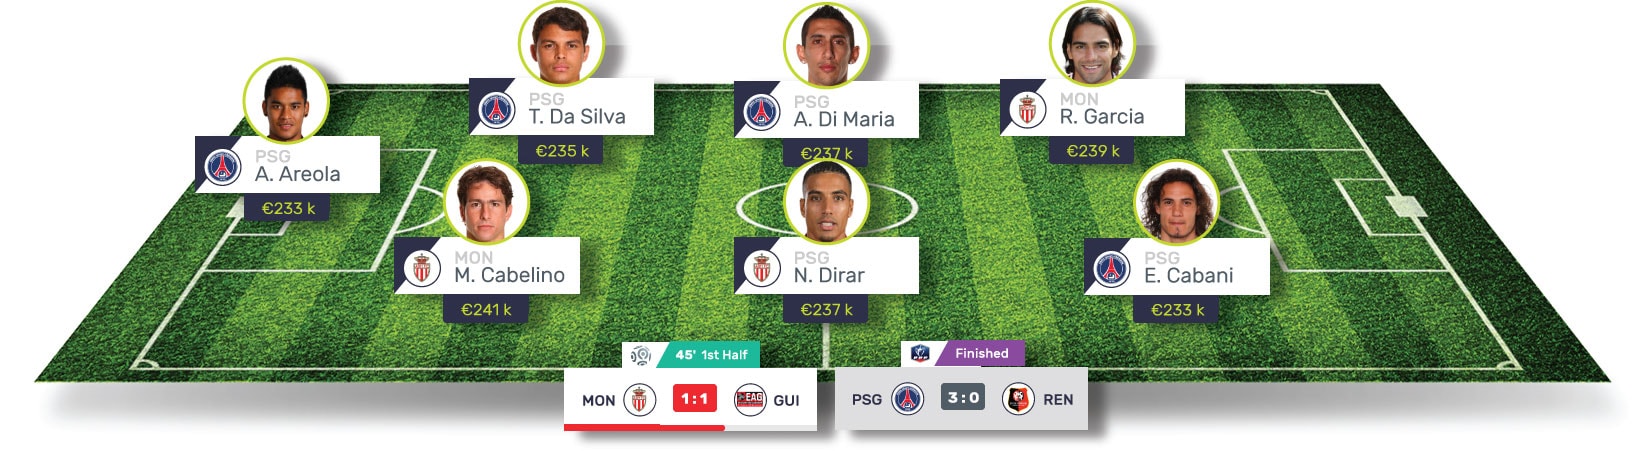 PSG
T. Da Silva
€235 k
PSG
A. Di Maria
€237 k
MON
R. Garcia
€239 k
PSG
A. Areola
€233 k
MON
M. Cabelino
€241 k
PSG
N. Dirar
€237 k
PSG
E. Cabani
€233 k
45' 1st Half
MON 1:1 EAG GUI
Finished
PSG 3:0 REN